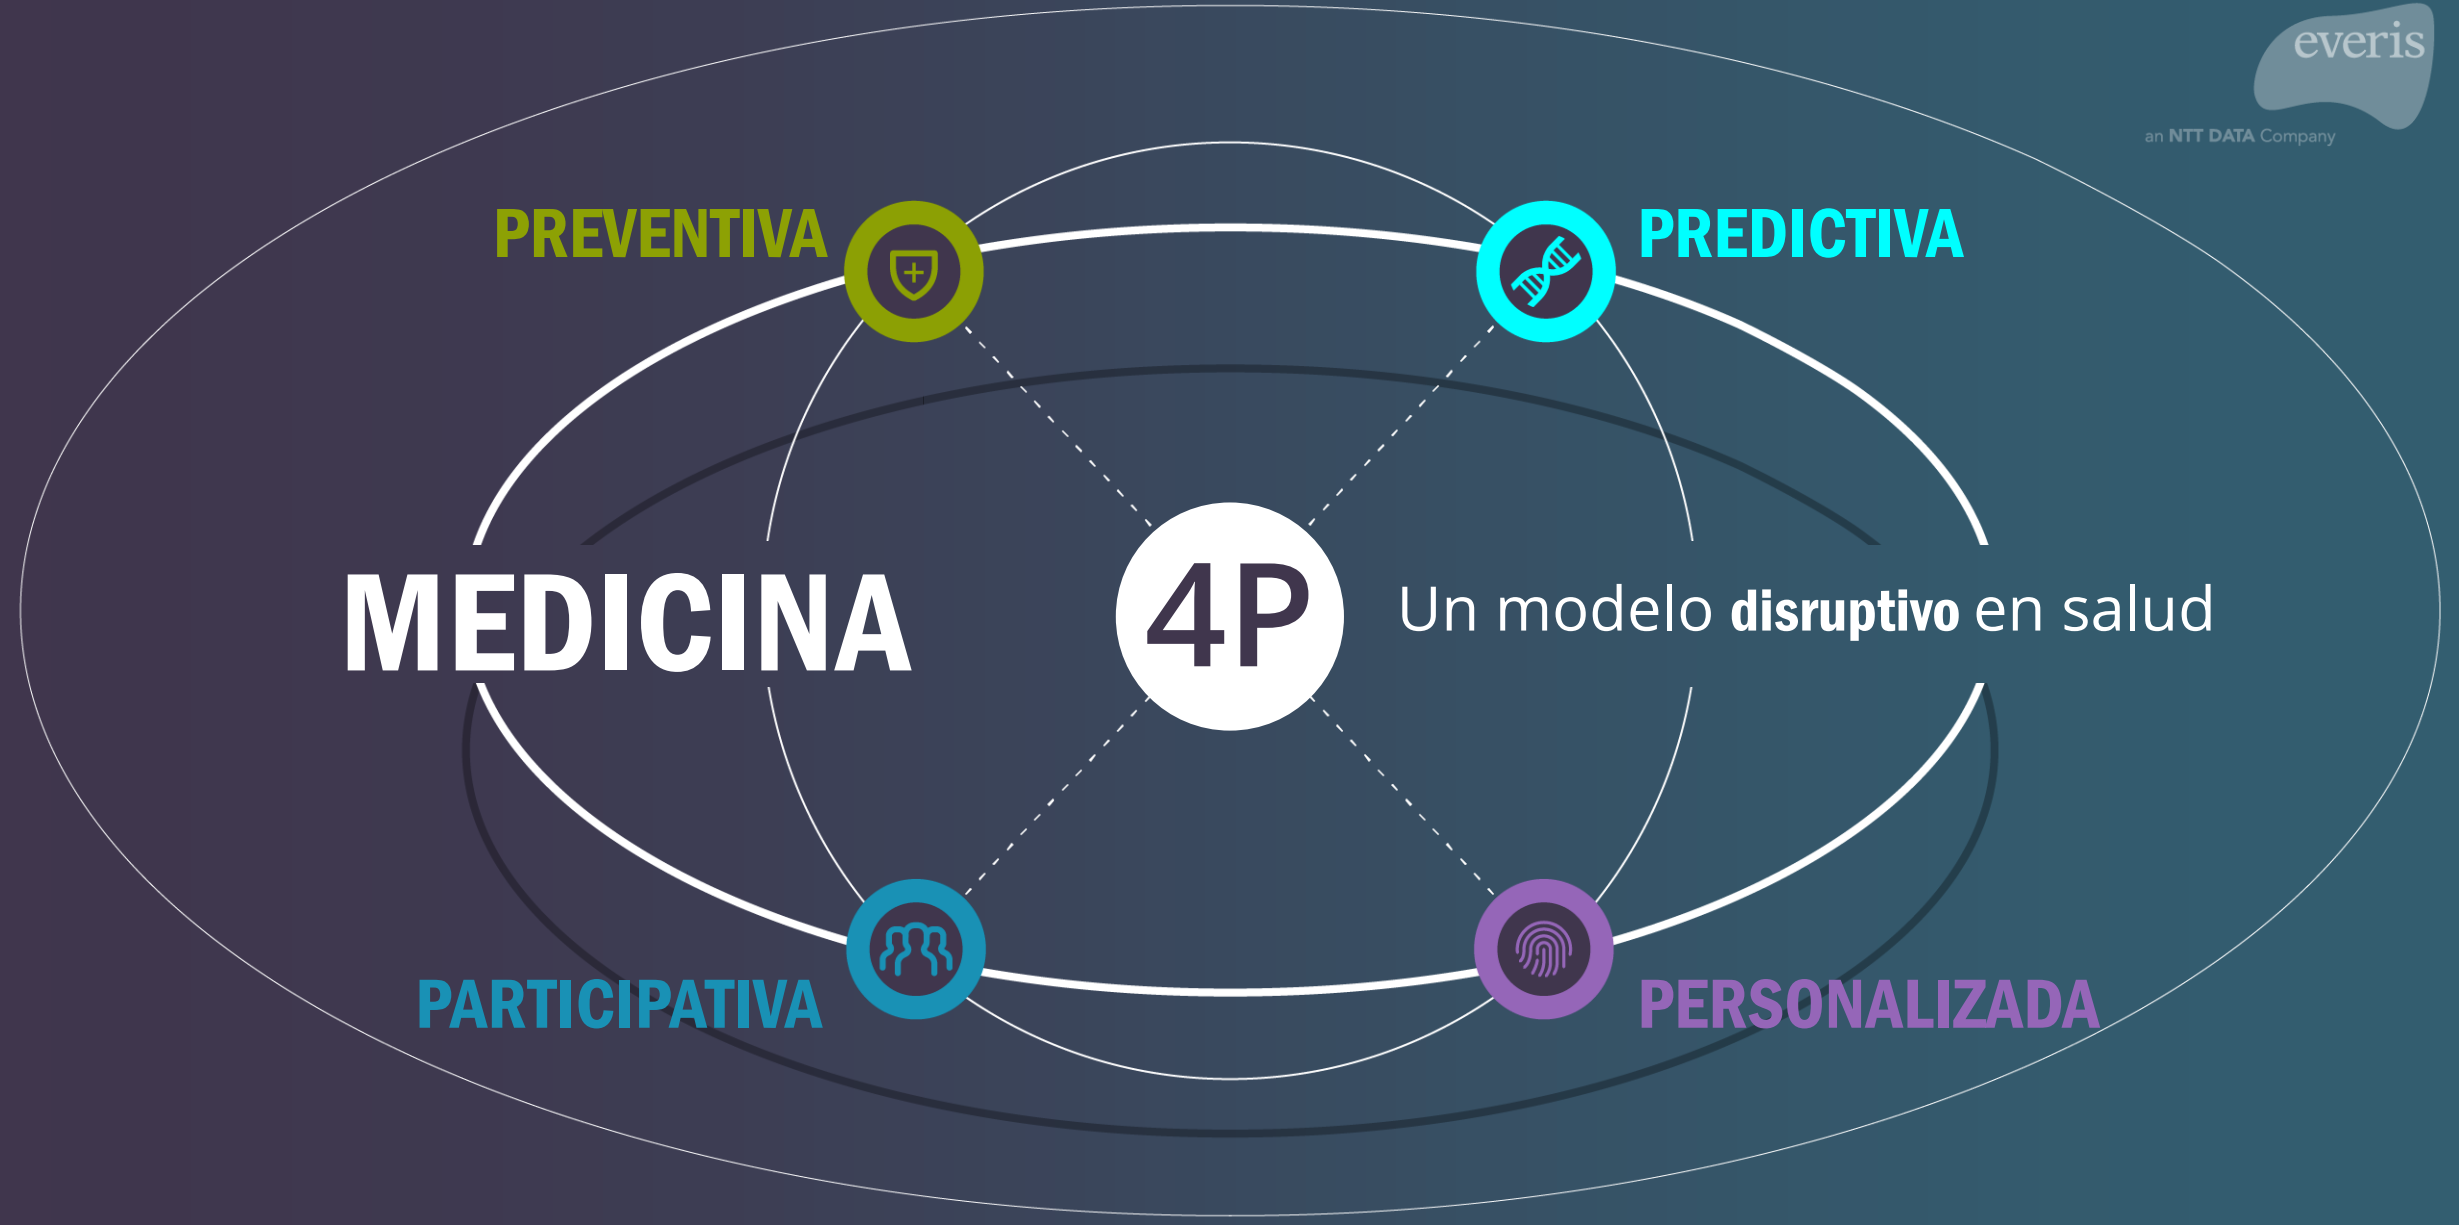 everis
an NTT DATA Company
PREVENTIVA
PREDICTIVA
MEDICINA
4P
Un modelo disruptivo en salud
PARTICIPATIVA
PERSONALIZADA